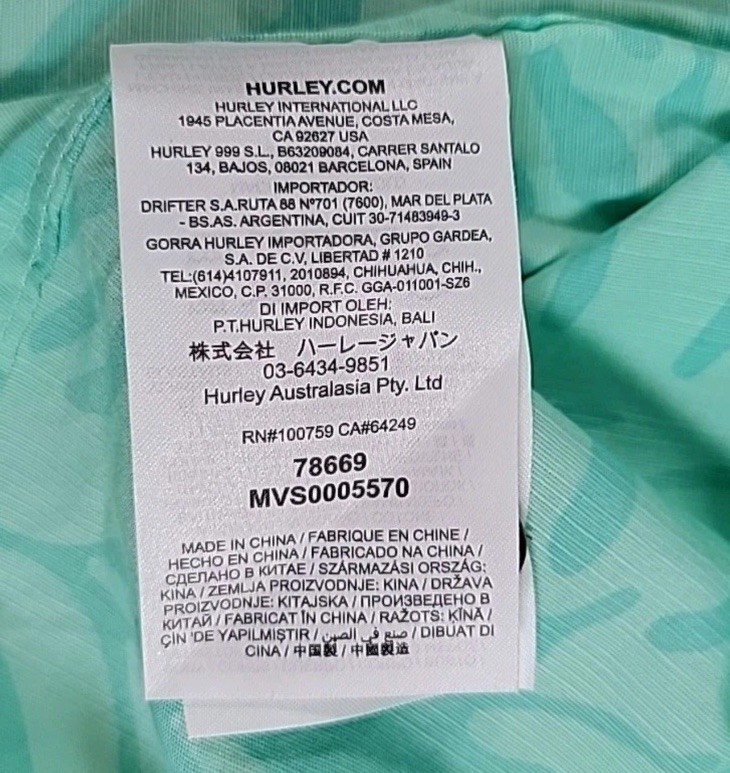 HURLEY.COM
HURLEY INTERNATIONAL LLC
1945 PLACENTIA AVENUE, COSTA MESA,
CA 92627 USA
HURLEY 999 S.L., B63209084, CARRER SANTALO
134, BAJOS, 08021 BARCELONA, SPAIN
IMPORTADOR:
DRIFTER S.A.RUTA 88 Nº701 (7600), MAR DEL PLATA
- BS.AS. ARGENTINA, CUIT 30-71483949-3
GORRA HURLEY IMPORTADORA, GRUPO GARDEA,
S.A. DE C.V, LIBERTAD # 1210
TEL:(614)4107911, 2010894, CHIHUAHUA, CHIH.,
MEXICO, C.P. 31000, R.F.C. GGA-011001-SZ6
DI IMPORT OLEH:
P.T.HURLEY INDONESIA, BALI
株式会社 ハーレージャパン
03-6434-9851
Hurley Australasia Pty. Ltd
RN#100759 CA#64249
78669
MVS0005570
MADE IN CHINA / FABRIQUE EN CHINE /
HECHO EN CHINA / FABRICADO NA CHINA /
СДЕЛАНО В КИТАЕ / SZÁRMAZÁSI ORSZÁG:
KÍNA / ZEMLJA PROIZVODNJE: KINA / DRŽAVA
PROIZVODNJE: KITAJSKA / ПРОИЗВЕДЕНО В
КИТАЙ / FABRICAT ÎN CHINA / RAŽOTS: ĶĪNĀ /
ÇİN 'DE YAPILMIŞTIR / صنع في الصين / DIBUAT DI
CINA / 中国製 / 中國製造